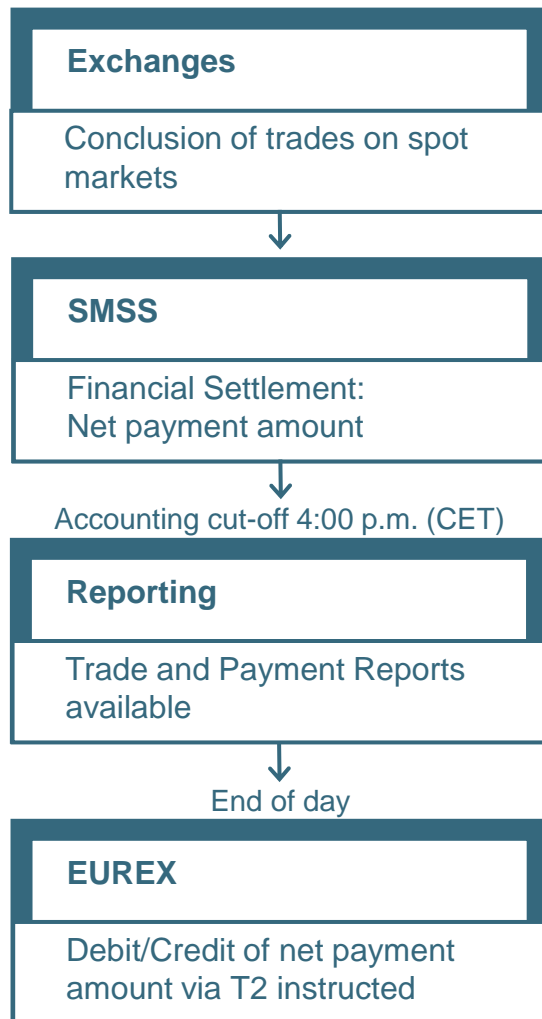 Exchanges
Conclusion of trades on spot
markets
SMSS
Financial Settlement:
Net payment amount
Accounting cut-off 4:00 p.m. (CET)
Reporting
Trade and Payment Reports
available
End of day
EUREX
Debit/Credit of net payment
amount via T2 instructed